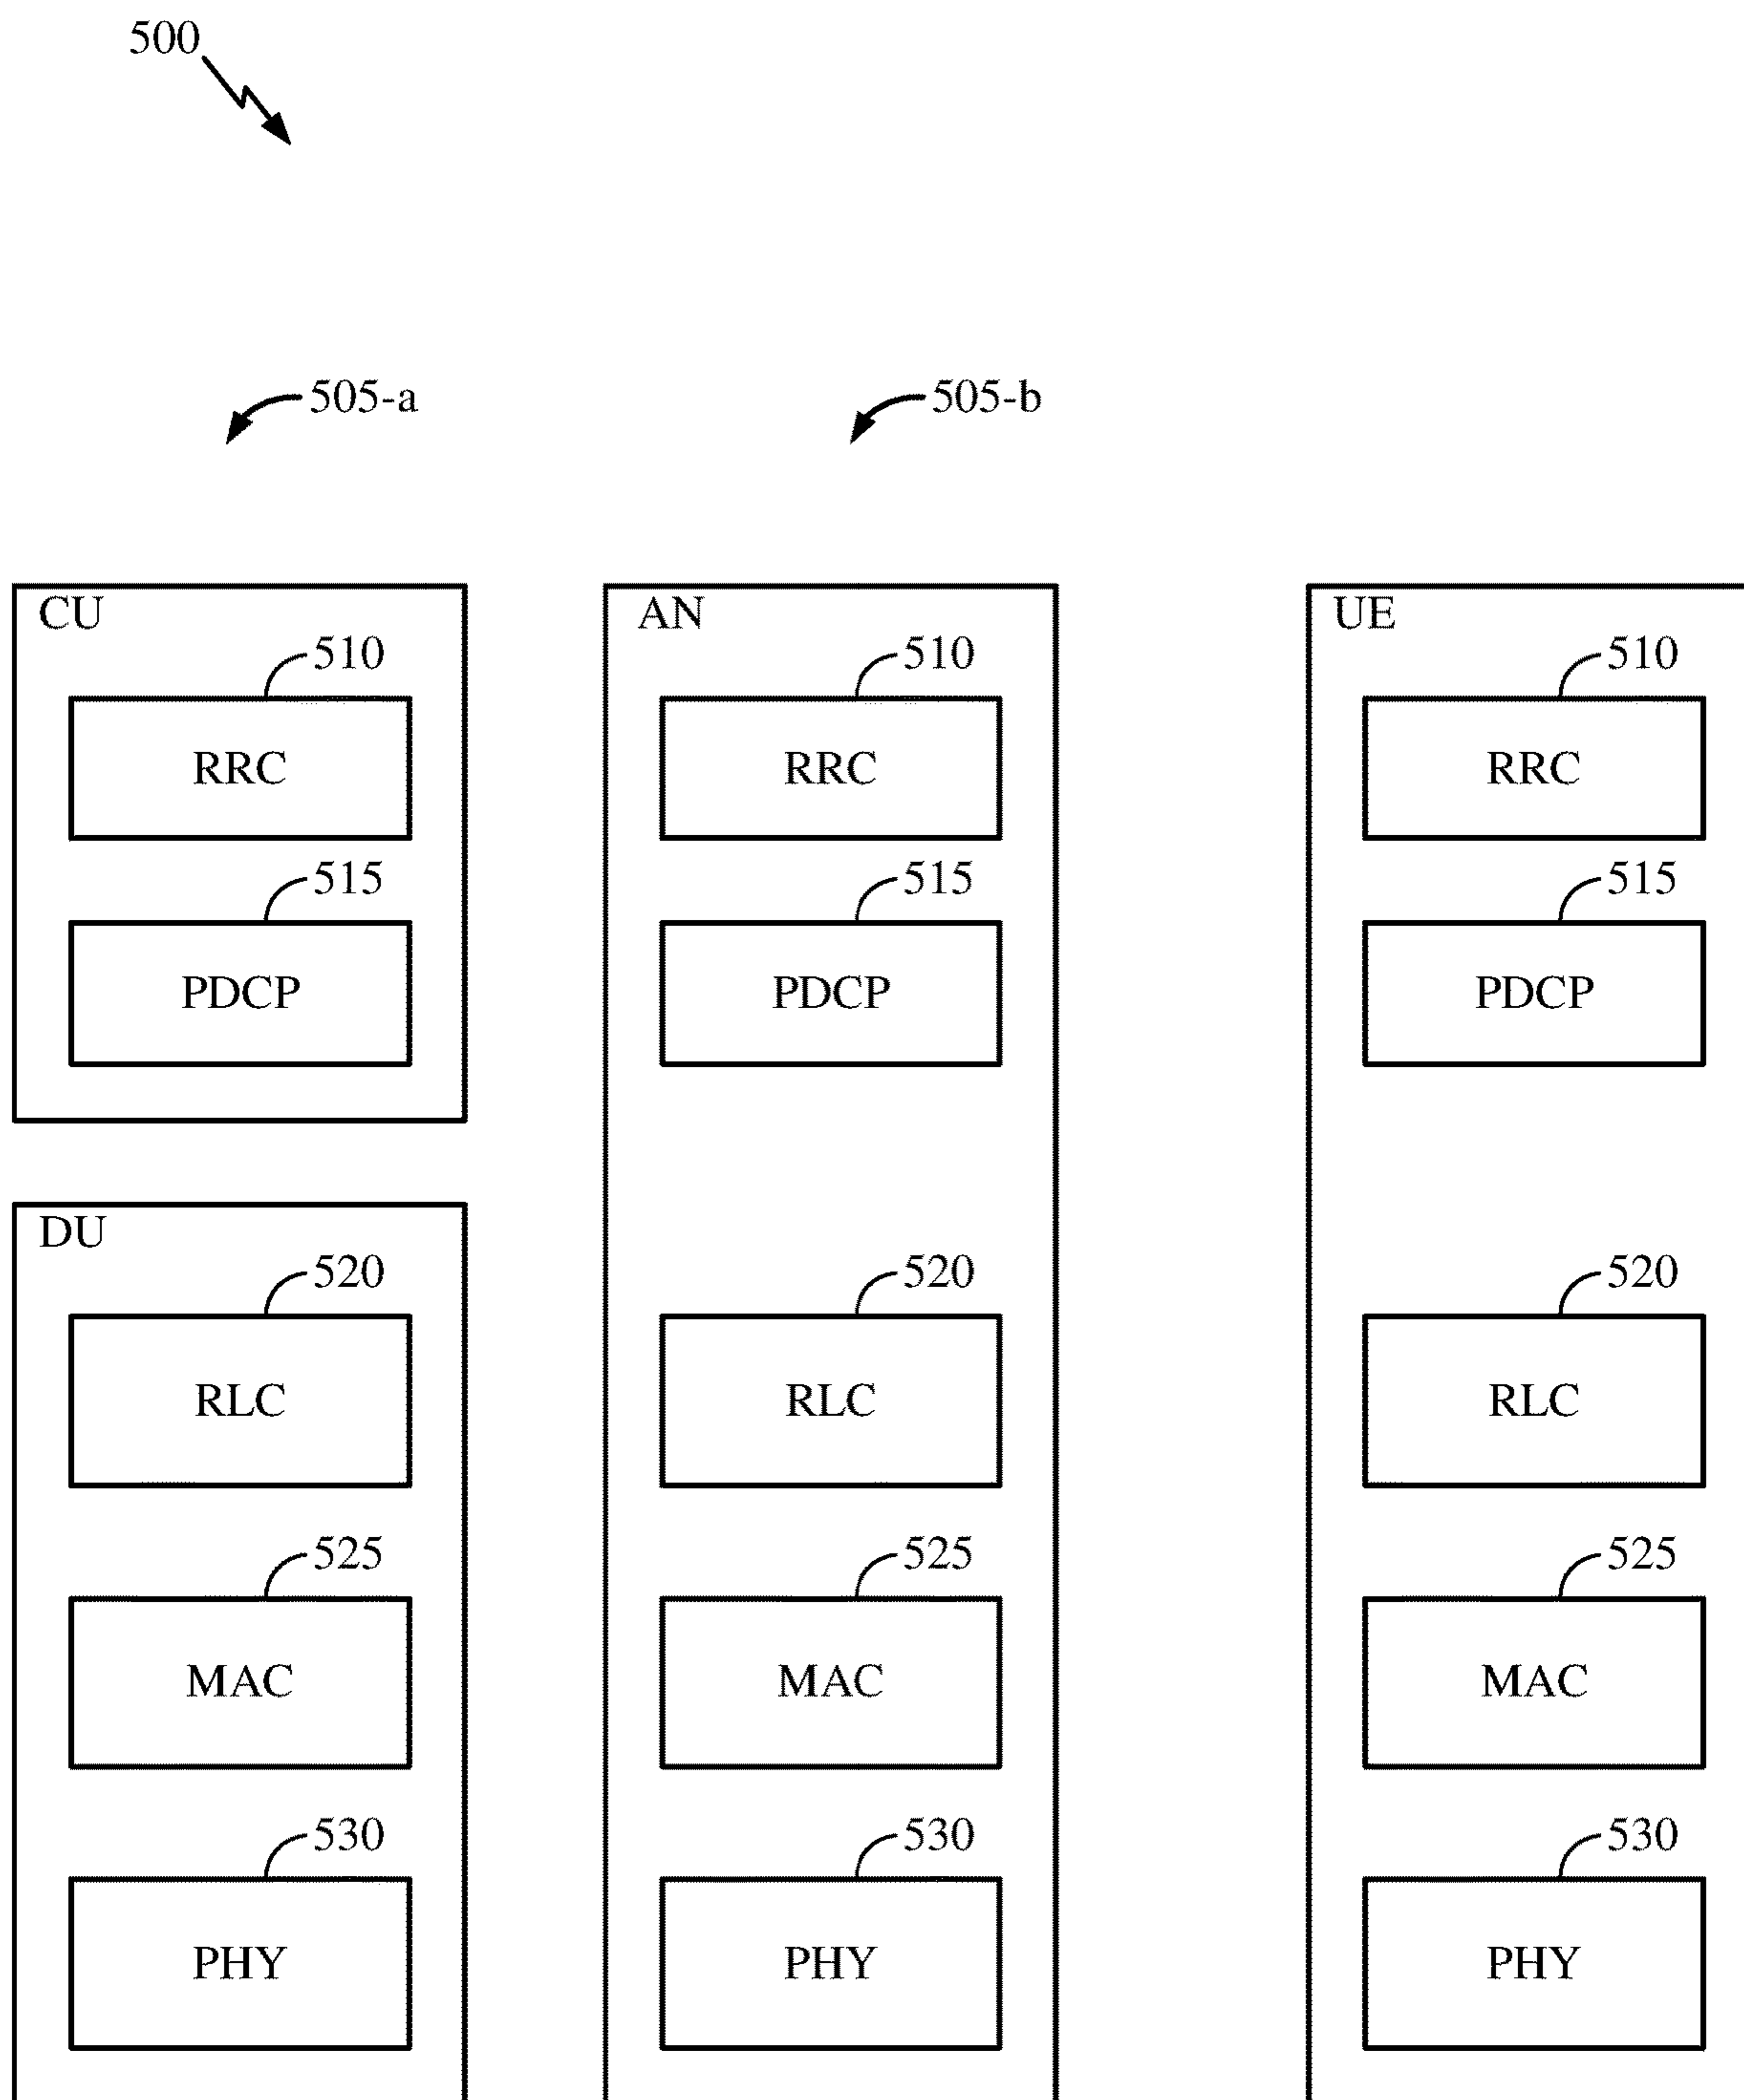 500
505-a 505-b
CU AN UE
510 510 510
RRC RRC RRC
515 515 515
PDCP PDCP PDCP
DU
520 520 520
RLC RLC RLC
525 525 525
MAC MAC MAC
530 530 530
PHY PHY PHY